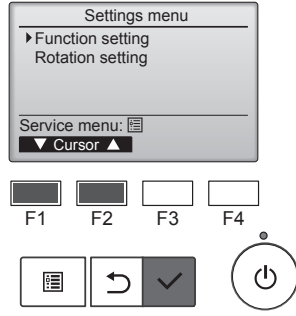 Settings menu
Function setting
Rotation setting
Service menu:
▼ Cursor ▲
F1 F2 F3 F4